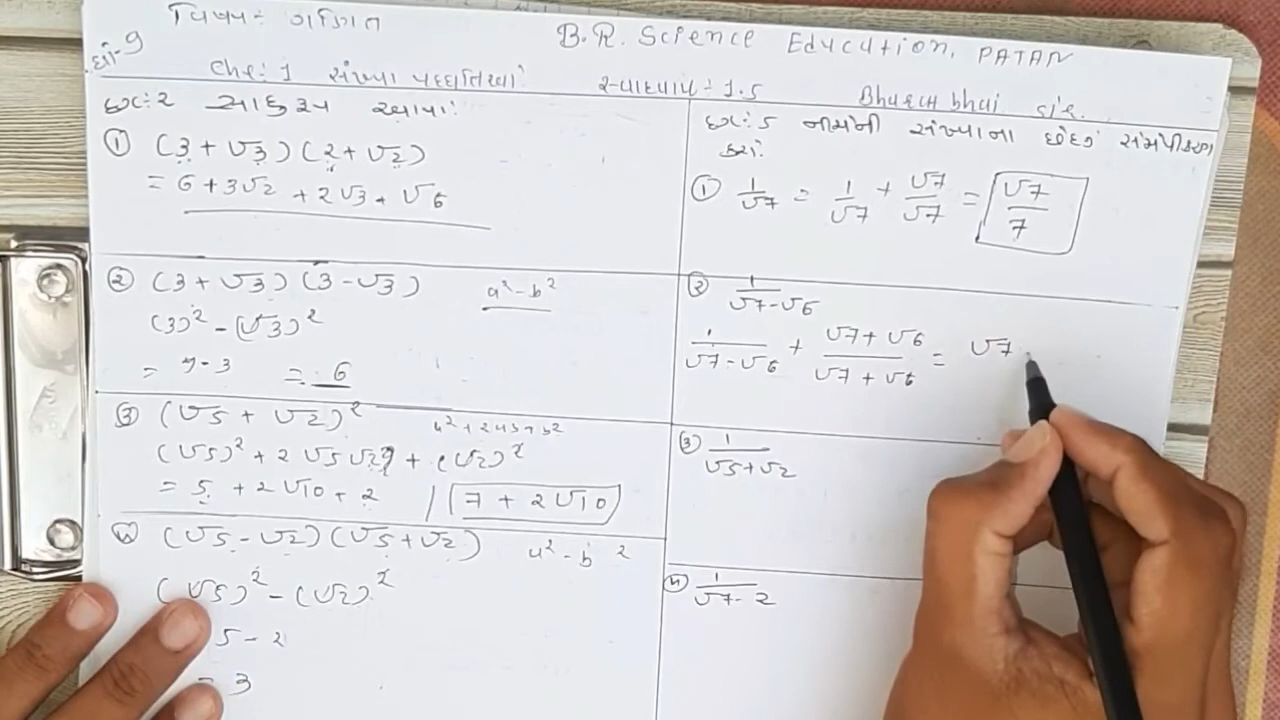 વિષય:- ગણિત
B.R. Science Education, PATAN
ધો-9
Ch:1 સંખ્યા પદ્ધતિઓ
સ્વાધ્યાય:- 1.5
પ્ર:2 સાદુરૂપ આપો:
① (3 + √3) (2 + √2)
= 6 + 3√2 + 2√3 + √6
② (3 + √3) (3 - √3)
a² - b²
(3)² - (√3)²
= 9 - 3 = 6
③ (√5 + √2)²
a² + 2ab + b²
(√5)² + 2√5√2 + (√2)²
= 5 + 2√10 + 2 7 + 2√10
(√5 - √2) (√5 + √2)
a² - b²
(√5)² - (√2)²
5 - 2
= 3
પ્ર:5 નીચેની સંખ્યાના છેદનું સંમેયીકરણ
કરો:
① 1/√7 = 1/√7 + √7/√7 = √7/7
② 1/√7-√6
1/√7-√6 + √7+√6/√7+√6 = √7
③ 1/√5+√2
1/√7-2